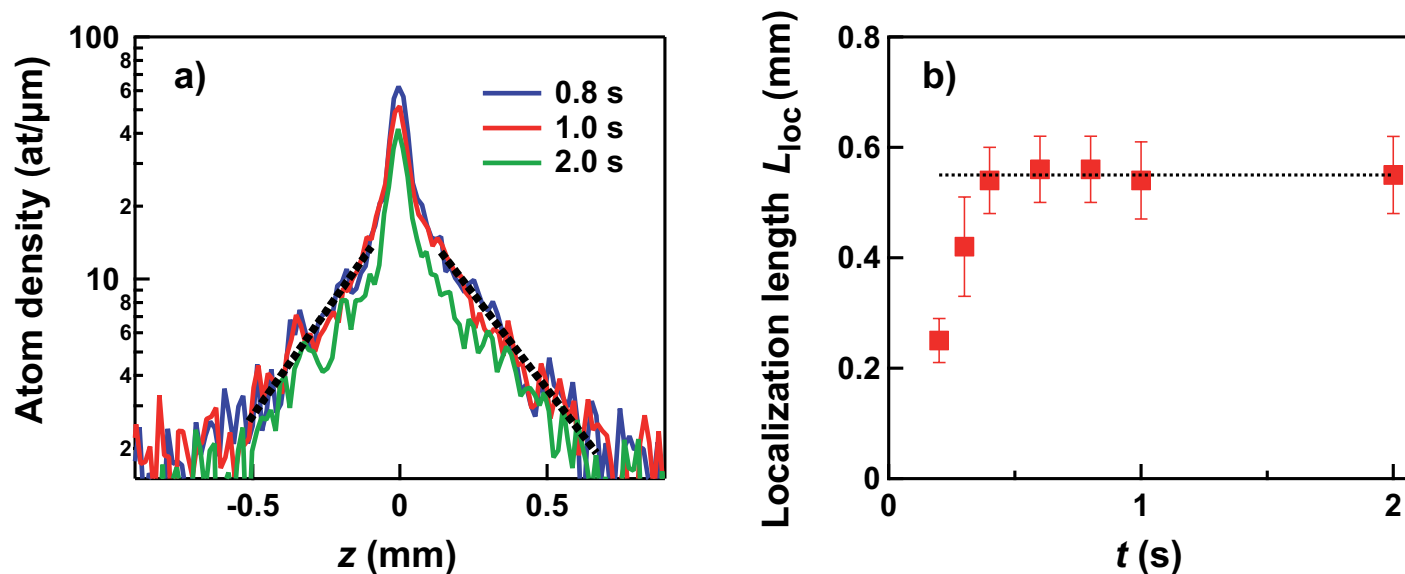 a)
0.8 s
1.0 s
2.0 s
Atom density (at/μm)
100
8
6
4
2
10
8
6
4
2
-0.5
0
0.5
z (mm)
b)
Localization length Lloc (mm)
0.8
0.6
0.4
0.2
0
0
1
2
t (s)